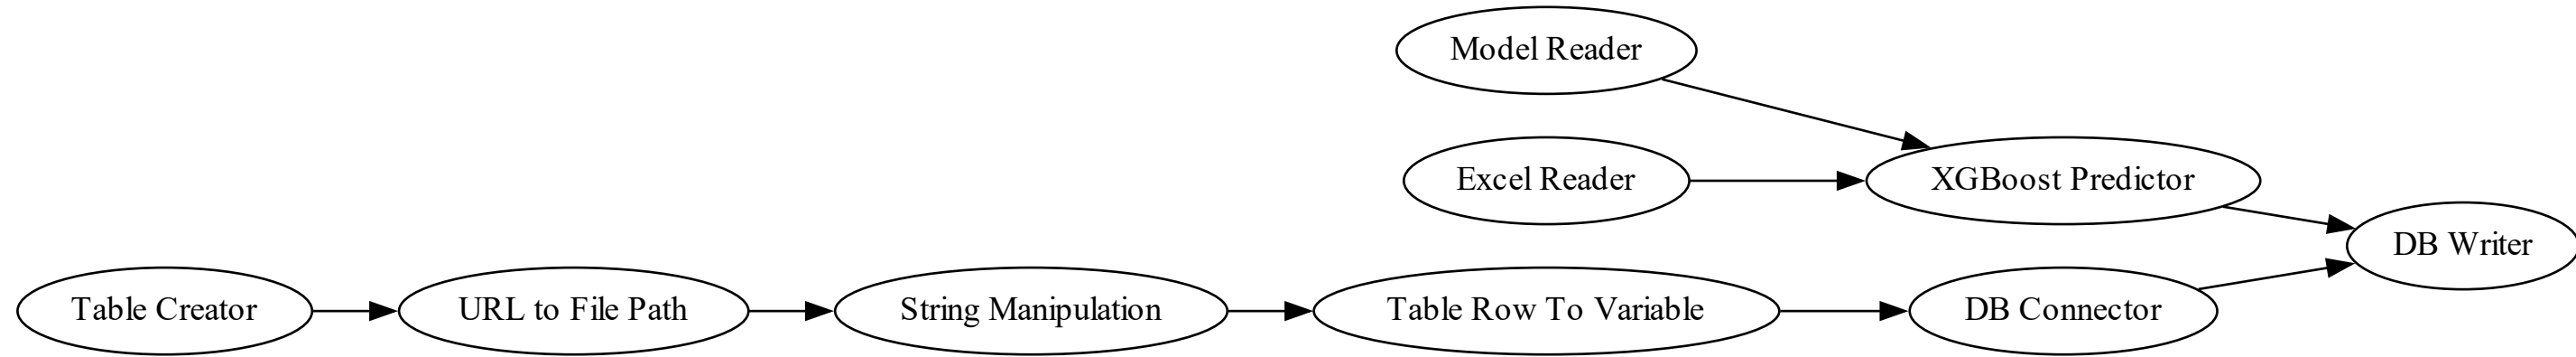 Model Reader
Excel Reader
XGBoost Predictor
DB Writer
Table Creator
URL to File Path
String Manipulation
Table Row To Variable
DB Connector